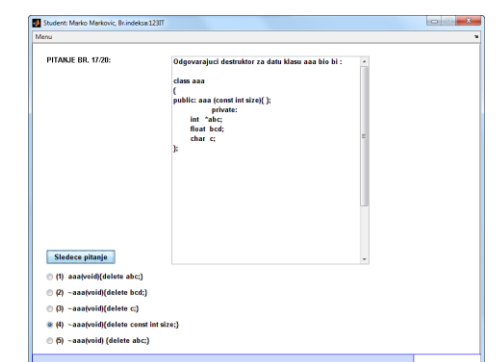 Student: Marko Markovic, Br.indeksa:123IT
Menu
PITANJE BR. 17/20:
Odgovarajuci destruktor za datu klasu aaa bio bi :
class aaa
{
public: aaa (const int size){ };
private:
int *abc;
float bcd;
char c;
};
Sledece pitanje
(1) aaa(void){delete abc;}
(2) ~aaa(void){delete bcd;}
(3) ~aaa(void){delete c;}
(4) ~aaa(void){delete const int size;}
(5) ~aaa(void) {delete abc;}